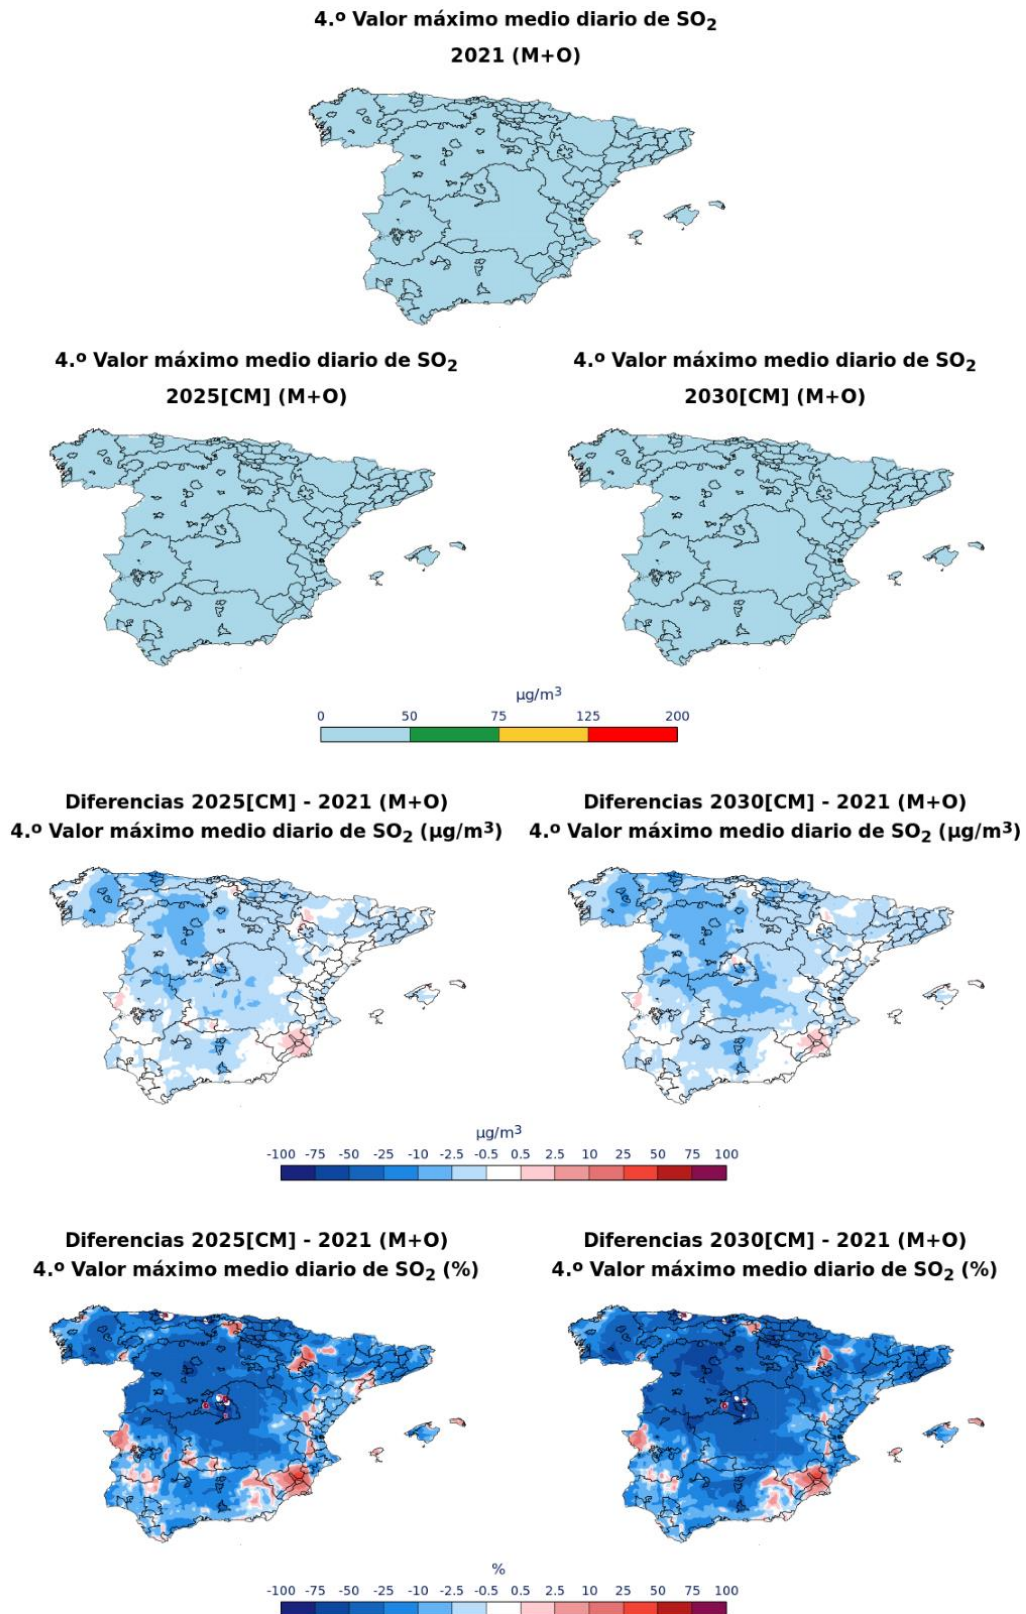 4.º Valor máximo medio diario de SO₂
2021 (M+O)
4.º Valor máximo medio diario de SO₂
2025[CM] (M+O)
4.º Valor máximo medio diario de SO₂
2030[CM] (M+O)
µg/m³
0 50 75 125 200
Diferencias 2025[CM] - 2021 (M+O)
4.º Valor máximo medio diario de SO₂ (µg/m³)
Diferencias 2030[CM] - 2021 (M+O)
4.º Valor máximo medio diario de SO₂ (µg/m³)
µg/m³
-100 -75 -50 -25 -10 -2.5 -0.5 0.5 2.5 10 25 50 75 100
Diferencias 2025[CM] - 2021 (M+O)
4.º Valor máximo medio diario de SO₂ (%)
Diferencias 2030[CM] - 2021 (M+O)
4.º Valor máximo medio diario de SO₂ (%)
%
-100 -75 -50 -25 -10 -2.5 -0.5 0.5 2.5 10 25 50 75 100